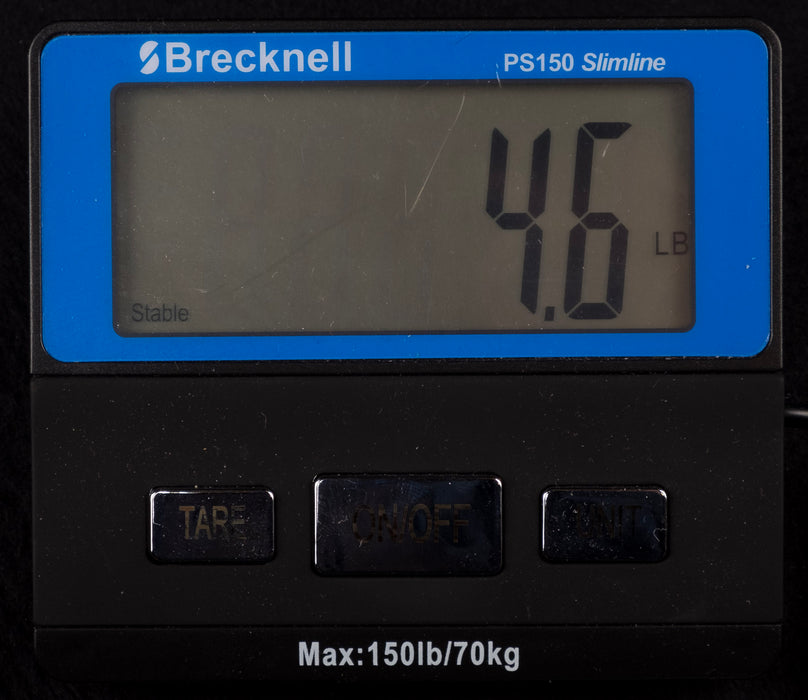 Brecknell PS150 Slimline
4.6 LB
Stable
TARE ON/OFF UNIT
Max:150lb/70kg